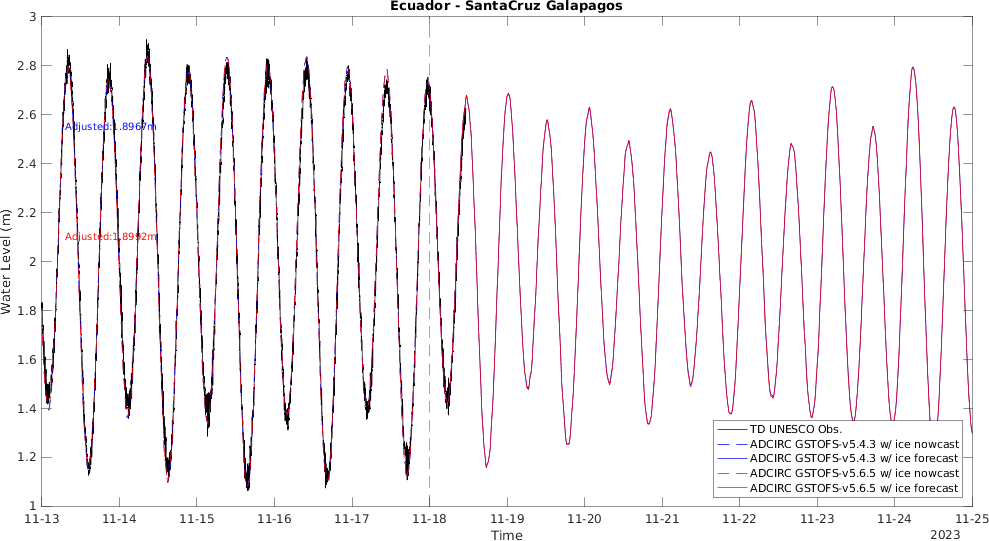 Ecuador - SantaCruz Galapagos
3
2.8
2.6
2.4
2.2
2
1.8
1.6
1.4
1.2
1
Water Level (m)
Adjusted:1.8967m
Adjusted:1.8992m
TD UNESCO Obs.
ADCIRC GSTOFS-v5.4.3 w/ ice nowcast
ADCIRC GSTOFS-v5.4.3 w/ ice forecast
ADCIRC GSTOFS-v5.6.5 w/ ice nowcast
ADCIRC GSTOFS-v5.6.5 w/ ice forecast
11-13 11-14 11-15 11-16 11-17 11-18 11-19 11-20 11-21 11-22 11-23 11-24 11-25
Time
2023